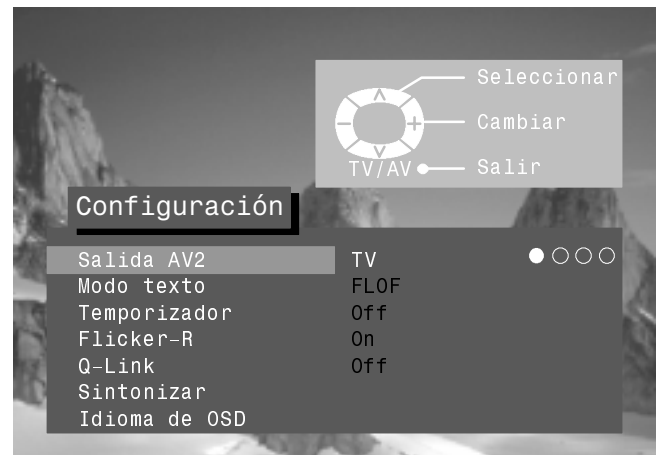 Seleccionar
Cambiar
TV/AV Salir
Configuración
Salida AV2 TV
Modo texto FLOF
Temporizador Off
Flicker-R On
Q-Link Off
Sintonizar
Idioma de OSD